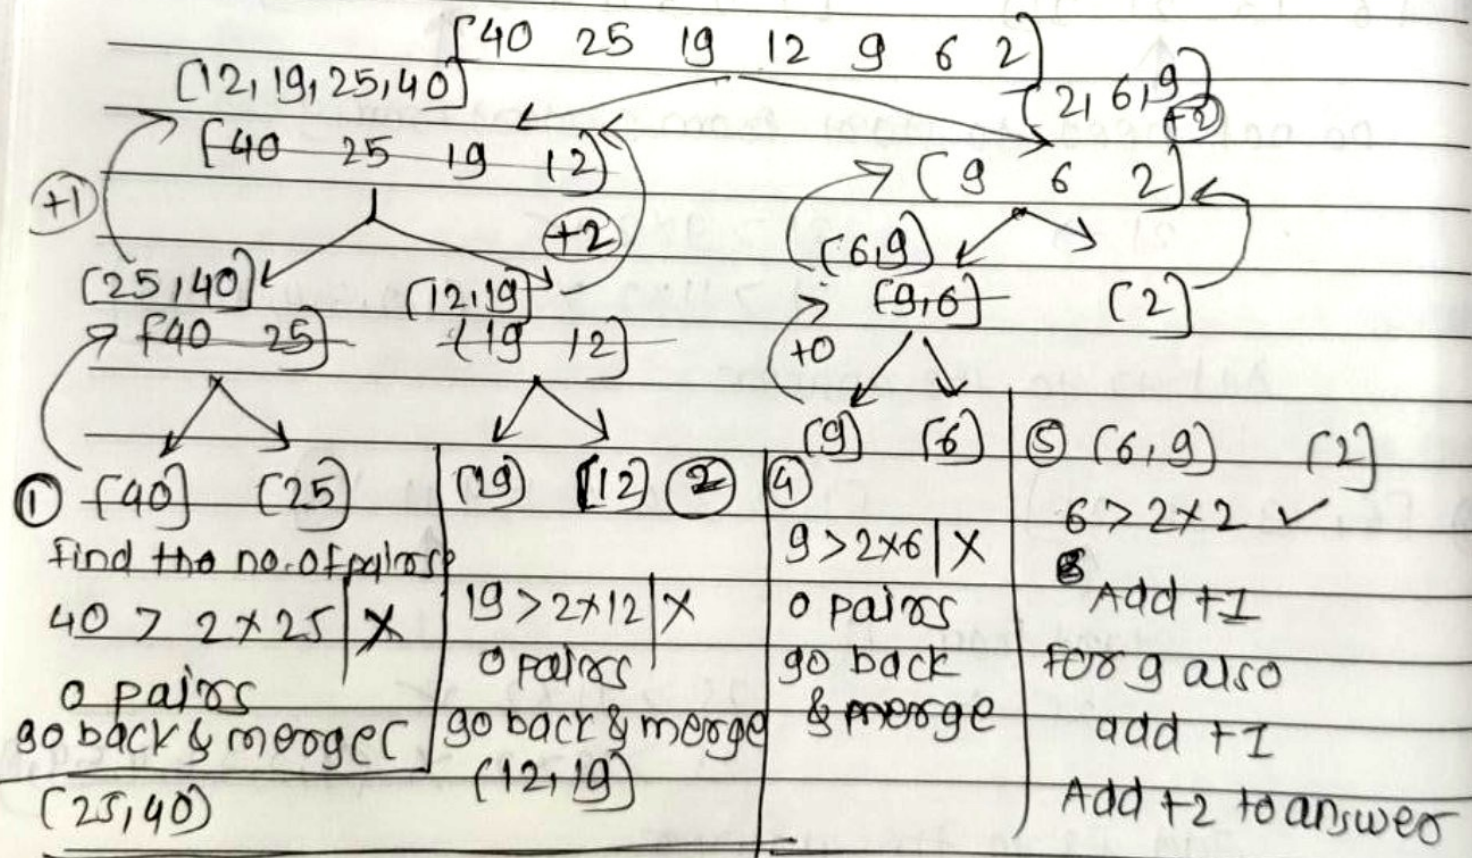 [40 25 19 12 9 6 2]
[12, 19, 25, 40]
[2, 6, 9]
+2
[40 25 19 12]
[9 6 2]
+1
+2
[6,9]
[25,40]
[12,19]
[9,6]
[2]
[40 25]
[19 12]
+0
[9] [6]
① [40] [25]
Find the no. of pairs
40 > 2*25 | X
0 pairs
go back & merge
[25,40]
[19] [12] ②
19 > 2*12 | X
0 pairs
go back & merge
[12,19]
④
9 > 2*6 | X
0 pairs
go back
& merge
⑤ [6,9] [2]
6 > 2*2 ✓
Add +1
For 9 also
add +1
Add +2 to answer